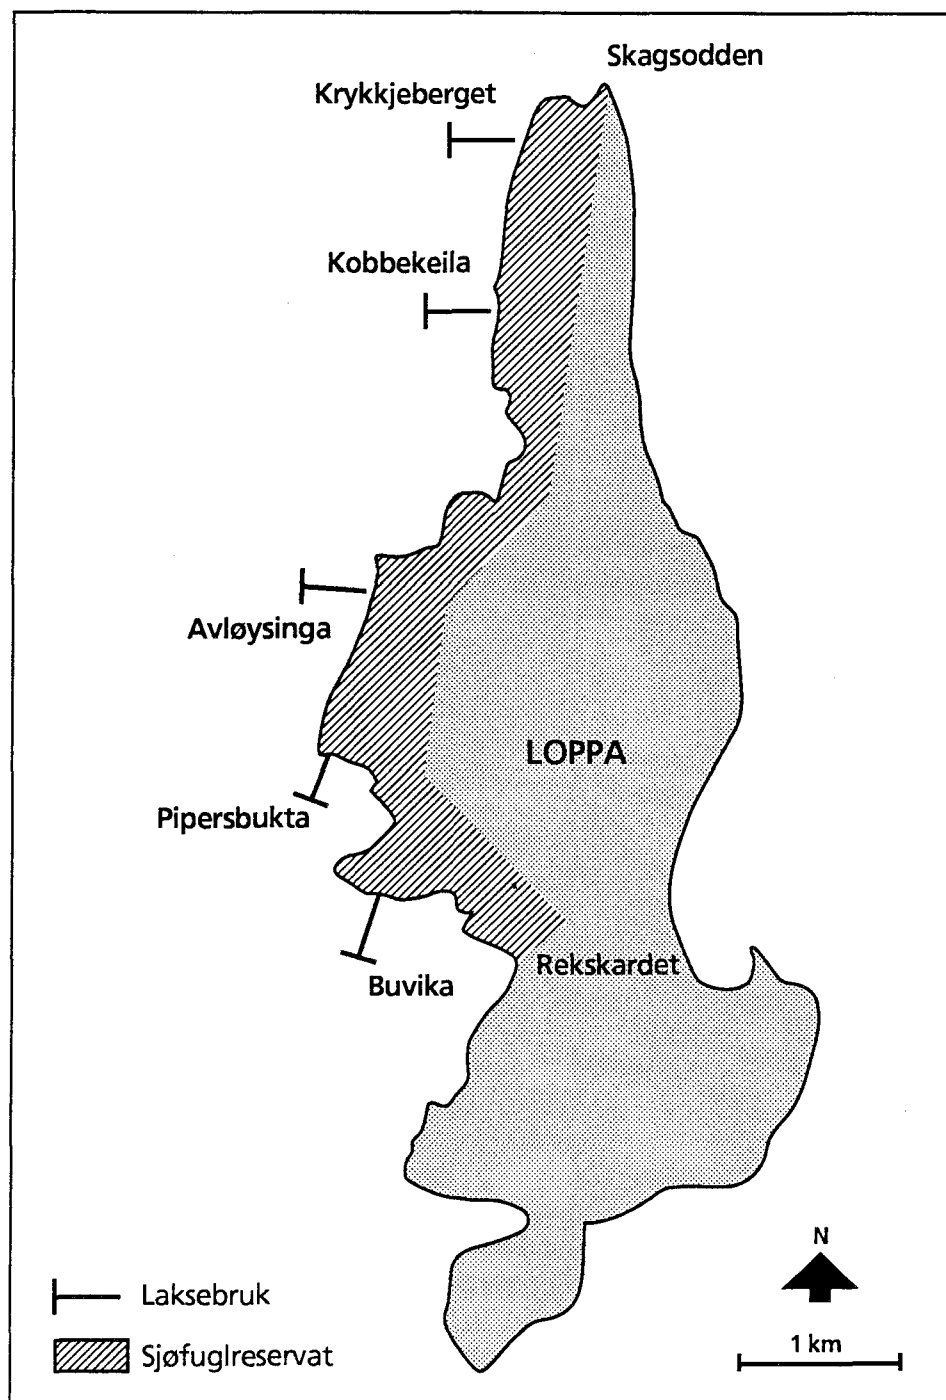 Skagsodden
Krykkjeberget
Kobbekeila
Avløysinga
LOPPA
Pipersbukta
Rekskardet
Buvika
N
Laksebruk
1 km
Sjøfuglreservat